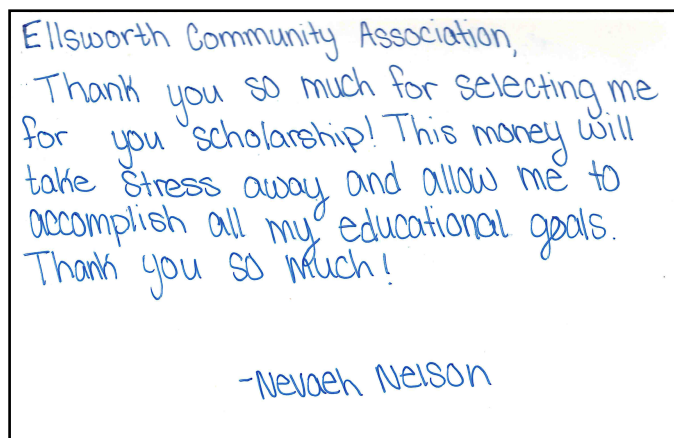 Ellsworth Community Association,
Thank you so much for selecting me
for you scholarship! This money will
take stress away and allow me to
accomplish all my educational goals.
Thank you so much!
-Nevaeh Nelson